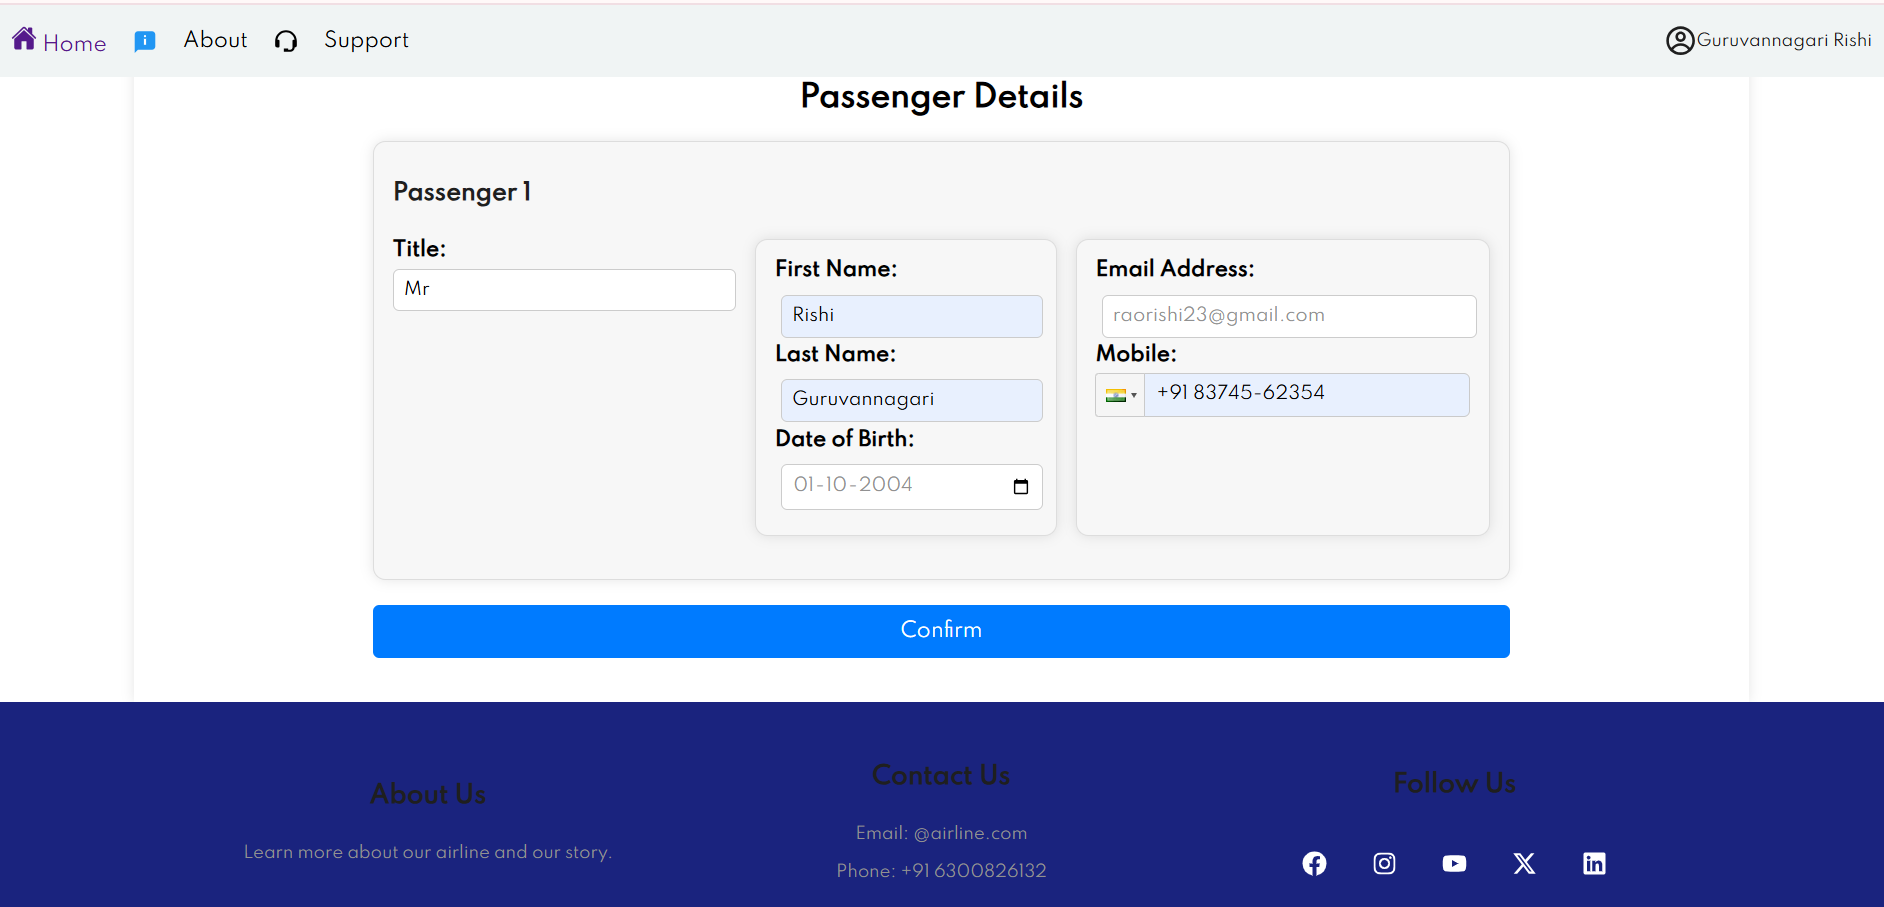 Home About Support Guruvannagari Rishi
Passenger Details
Passenger 1
Title:
Mr
First Name:
Rishi
Last Name:
Guruvannagari
Date of Birth:
01-10-2004
Email Address:
raorishi23@gmail.com
Mobile:
+91 83745-62354
Confirm
About Us
Learn more about our airline and our story.
Contact Us
Email: @airline.com
Phone: +91 6300826132
Follow Us